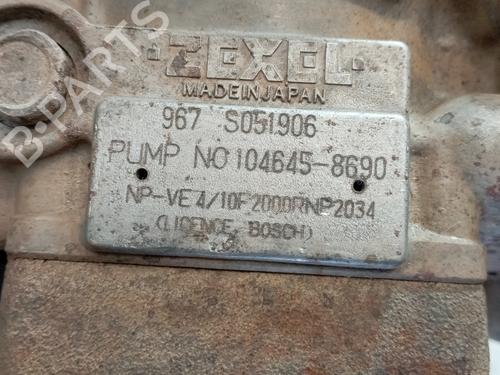 ·ZEXEL·
MADE IN JAPAN
967 S051906
PUMP NO 104645-8690
NP-VE4/10F2000RNP2034
(LICENCE BOSCH)
B-PARTS